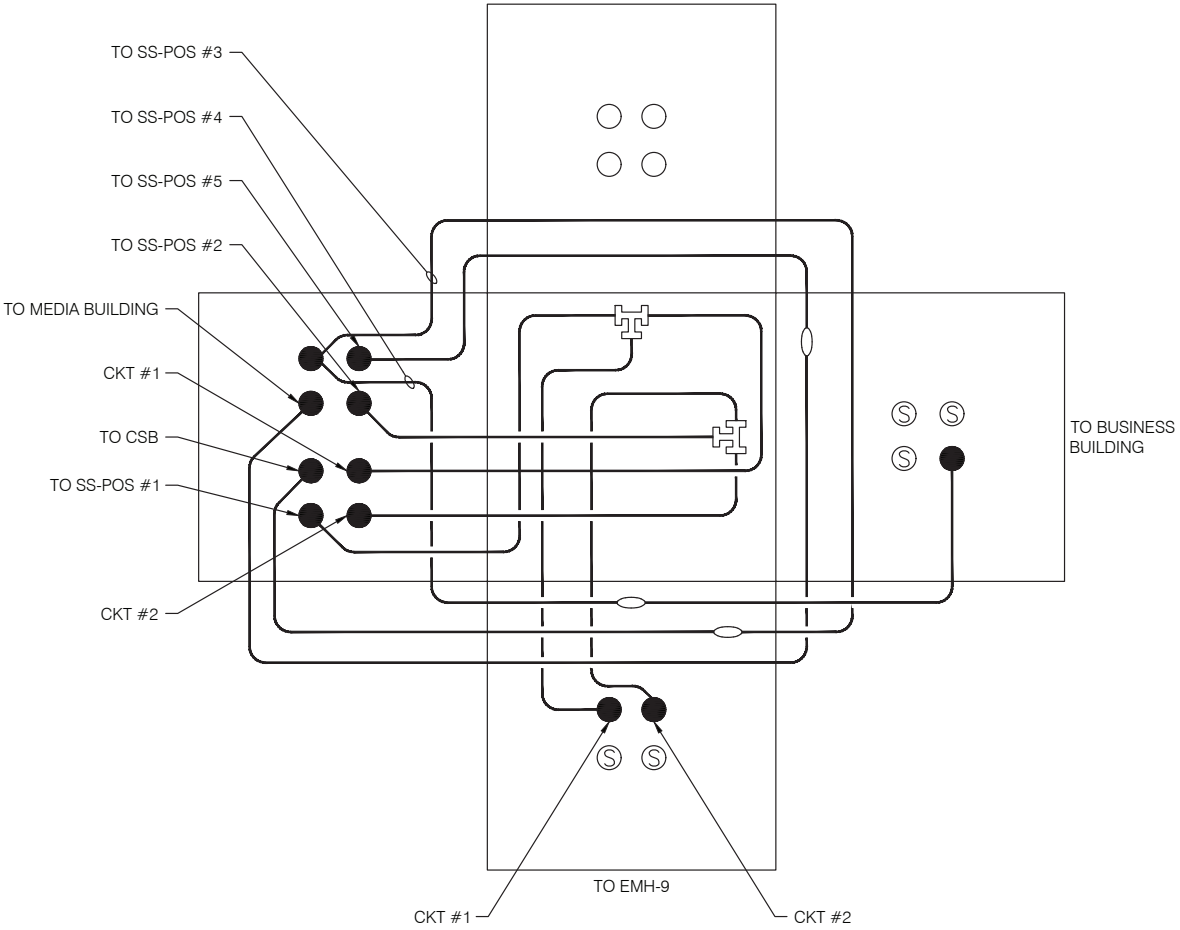 TO SS-POS #3
TO SS-POS #4
TO SS-POS #5
TO SS-POS #2
TO MEDIA BUILDING
CKT #1
TO CSB
TO SS-POS #1
CKT #2
S S
S
TO BUSINESS
BUILDING
S S
TO EMH-9
CKT #1
CKT #2